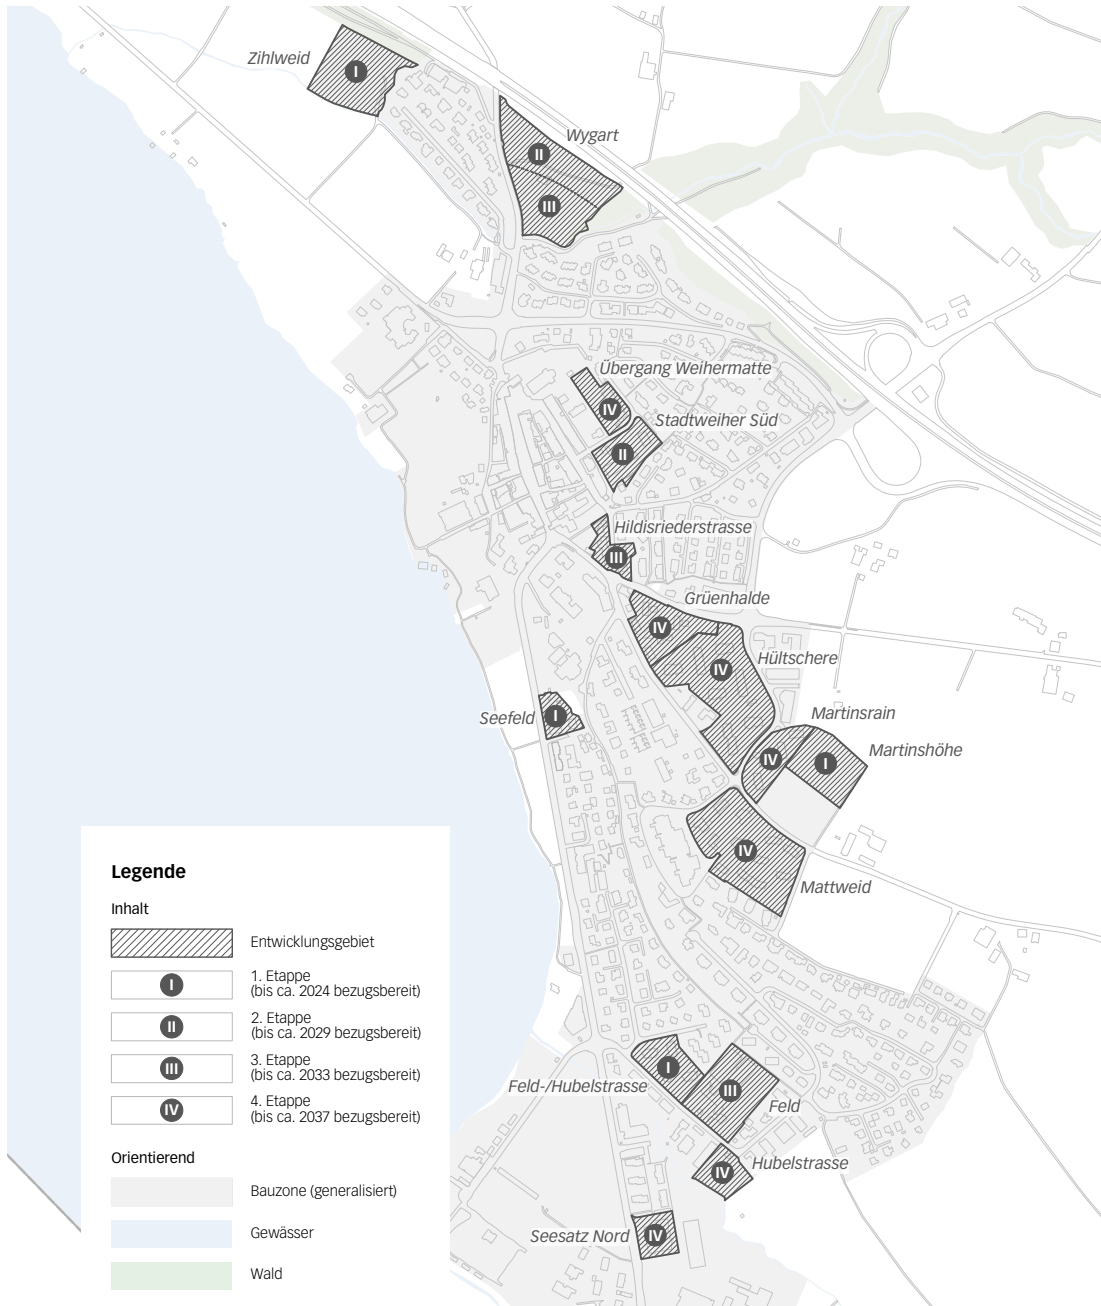 Zihlweid
I
Wygart
II
III
Übergang Weihermatte
IV
Stadtweiher Süd
II
Hildisriederstrasse
III
Grüenhalde
IV
Hültschere
IV
Seefeld
I
Martinsrain
IV
Martinshöhe
I
IV
Mattweid
Feld-/Hubelstrasse
I
III
Feld
Hubelstrasse
IV
Seesatz Nord
IV
Legende
Inhalt
Entwicklungsgebiet
I
1. Etappe
(bis ca. 2024 bezugsbereit)
II
2. Etappe
(bis ca. 2029 bezugsbereit)
III
3. Etappe
(bis ca. 2033 bezugsbereit)
IV
4. Etappe
(bis ca. 2037 bezugsbereit)
Orientierend
Bauzone (generalisiert)
Gewässer
Wald